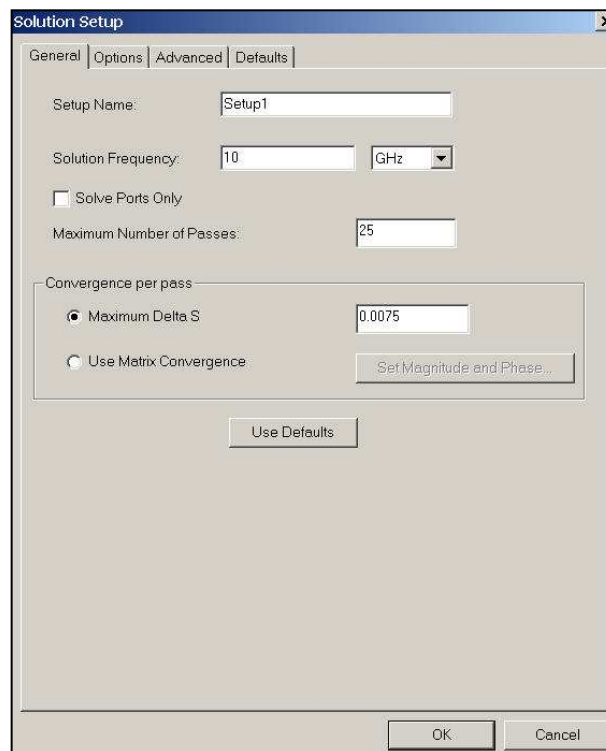 Solution Setup
General Options Advanced Defaults
Setup Name: Setup1
Solution Frequency: 10 GHz
Solve Ports Only
Maximum Number of Passes: 25
Convergence per pass
Maximum Delta S 0.0075
Use Matrix Convergence Set Magnitude and Phase...
Use Defaults
OK Cancel